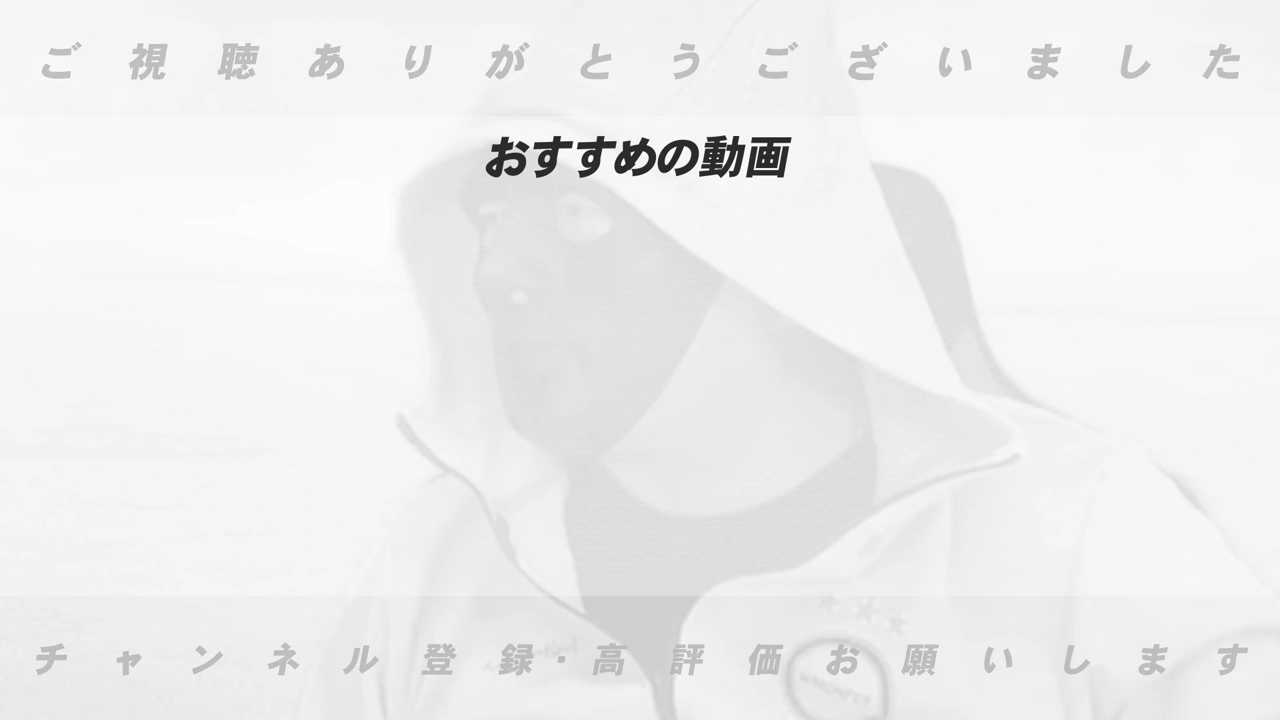 ご視聴ありがとうございました
おすすめの動画
チャンネル登録・高評価お願いします